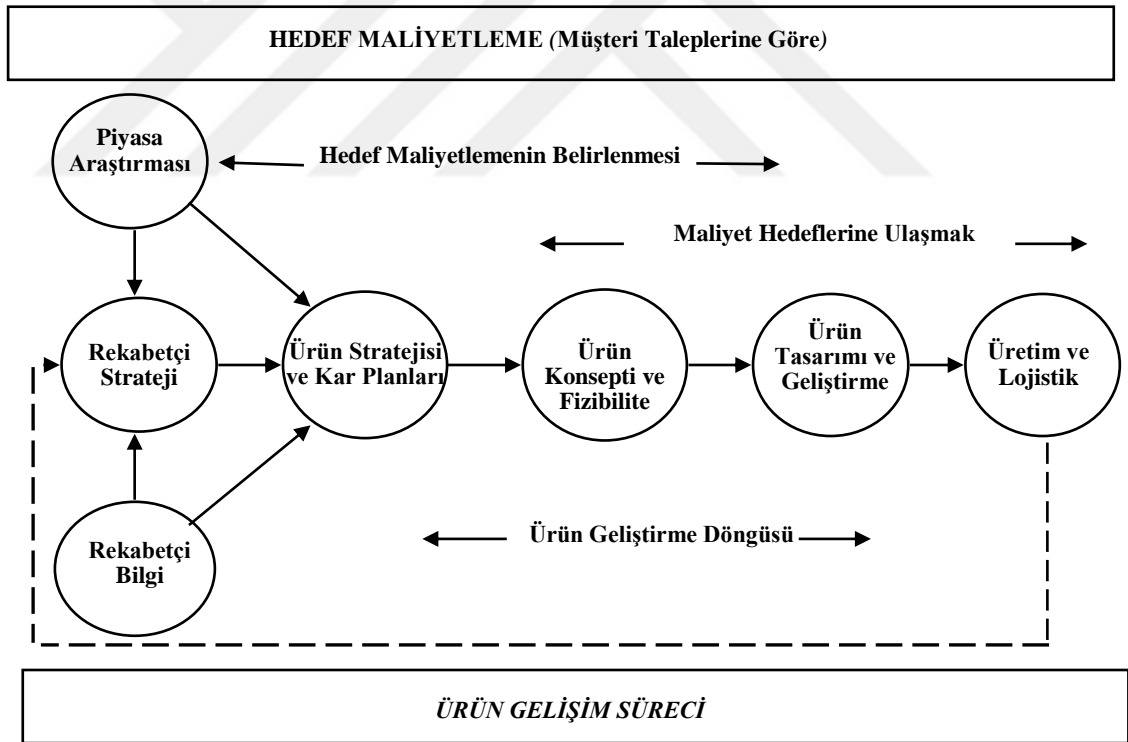 HEDEF MALİYETLEME (Müşteri Taleplerine Göre)
Piyasa
Araştırması
Hedef Maliyetlemenin Belirlenmesi
Maliyet Hedeflerine Ulaşmak
Rekabetçi
Strateji
Ürün Stratejisi
ve Kar Planları
Ürün
Konsepti ve
Fizibilite
Ürün
Tasarımı ve
Geliştirme
Üretim ve
Lojistik
Rekabetçi
Bilgi
Ürün Geliştirme Döngüsü
ÜRÜN GELİŞİM SÜRECİ